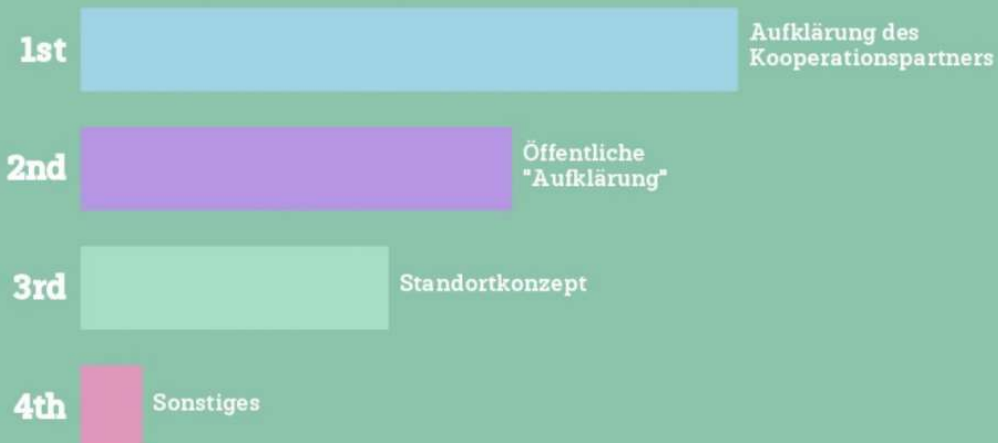 1st
Aufklärung des
Kooperationspartners
2nd
Öffentliche
"Aufklärung"
3rd
Standortkonzept
4th
Sonstiges